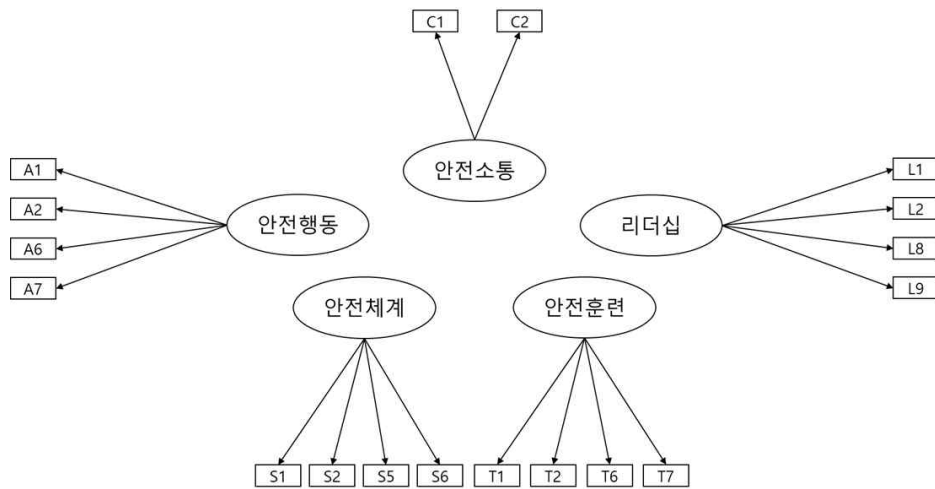 C1 C2
안전소통
A1
A2
A6
A7
안전행동
리더십
L1
L2
L8
L9
안전체계
안전훈련
S1 S2 S5 S6
T1 T2 T6 T7